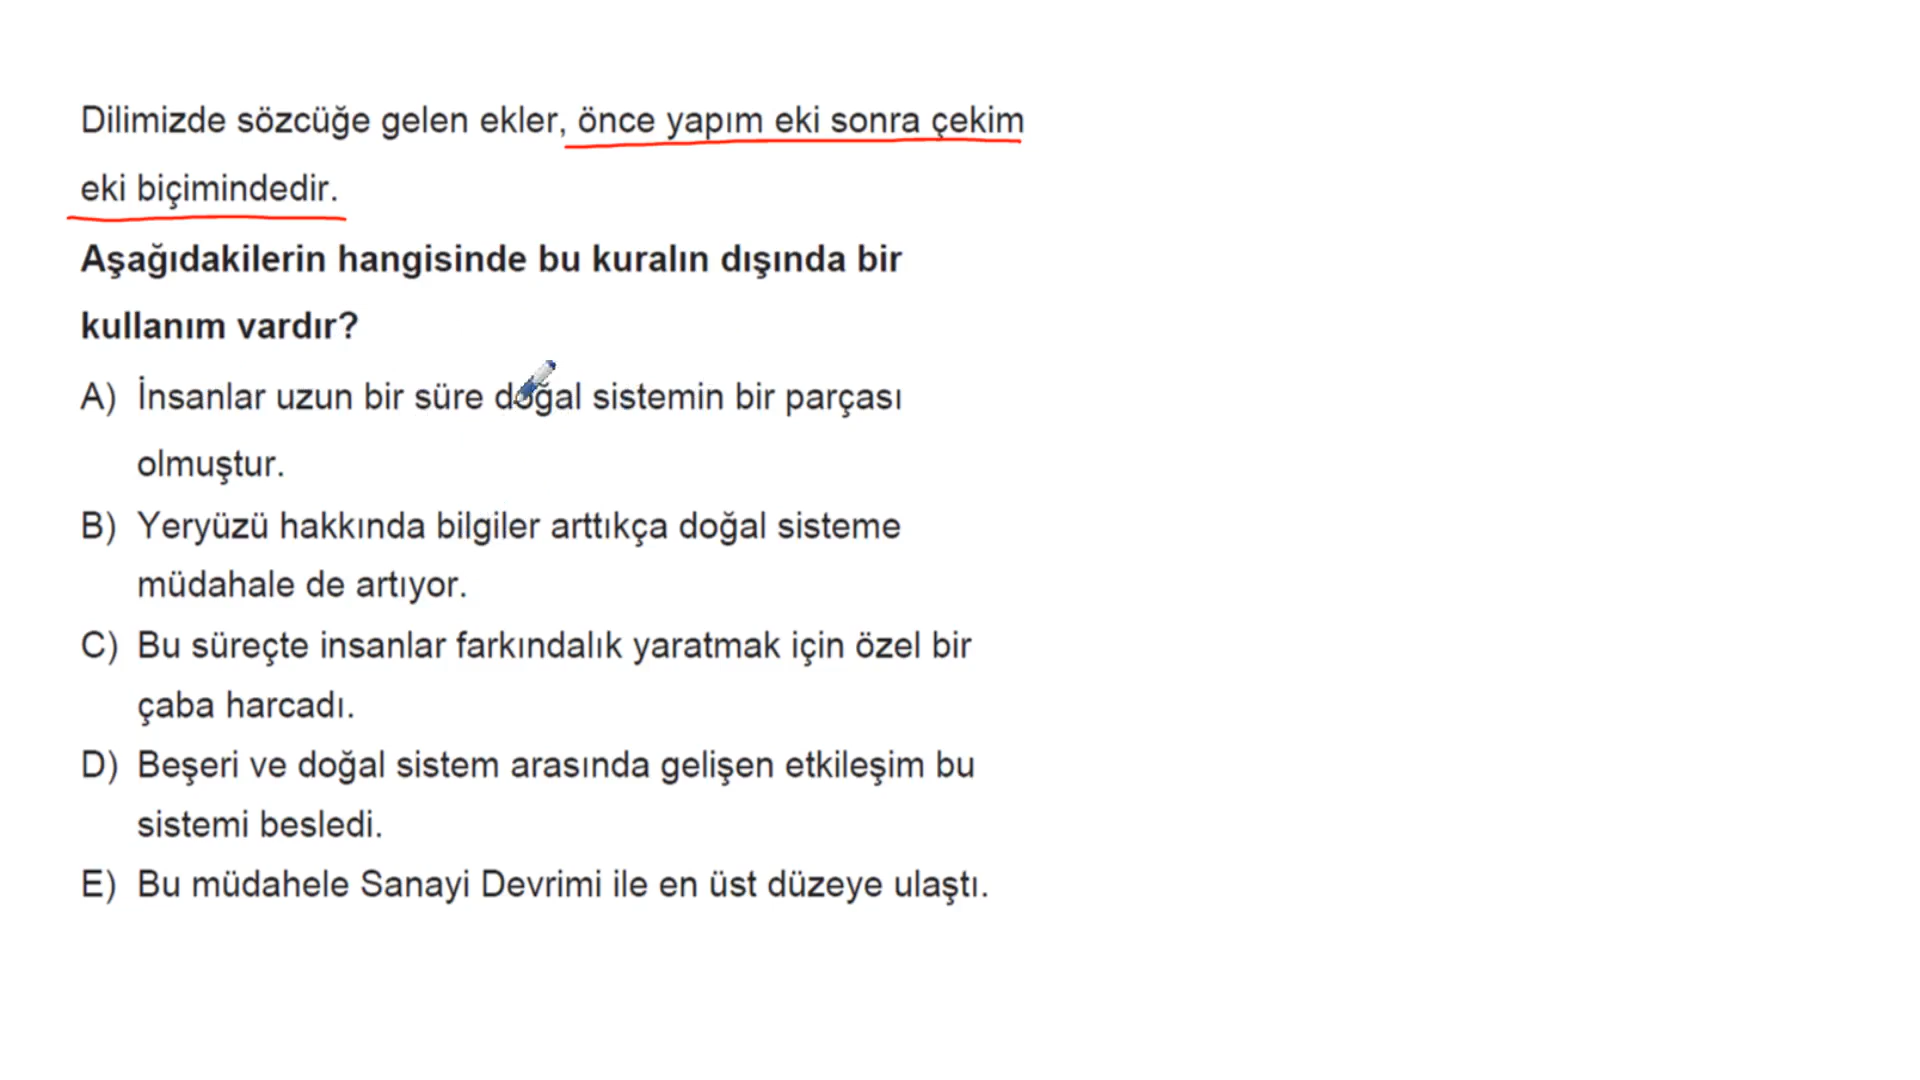 Dilimizde sözcüğe gelen ekler, önce yapım eki sonra çekim
eki biçimindedir.
Aşağıdakilerin hangisinde bu kuralın dışında bir
kullanım vardır?
A) İnsanlar uzun bir süre doğal sistemin bir parçası
olmuştur.
B) Yeryüzü hakkında bilgiler arttıkça doğal sisteme
müdahale de artıyor.
C) Bu süreçte insanlar farkındalık yaratmak için özel bir
çaba harcadı.
D) Beşeri ve doğal sistem arasında gelişen etkileşim bu
sistemi besledi.
E) Bu müdahele Sanayi Devrimi ile en üst düzeye ulaştı.